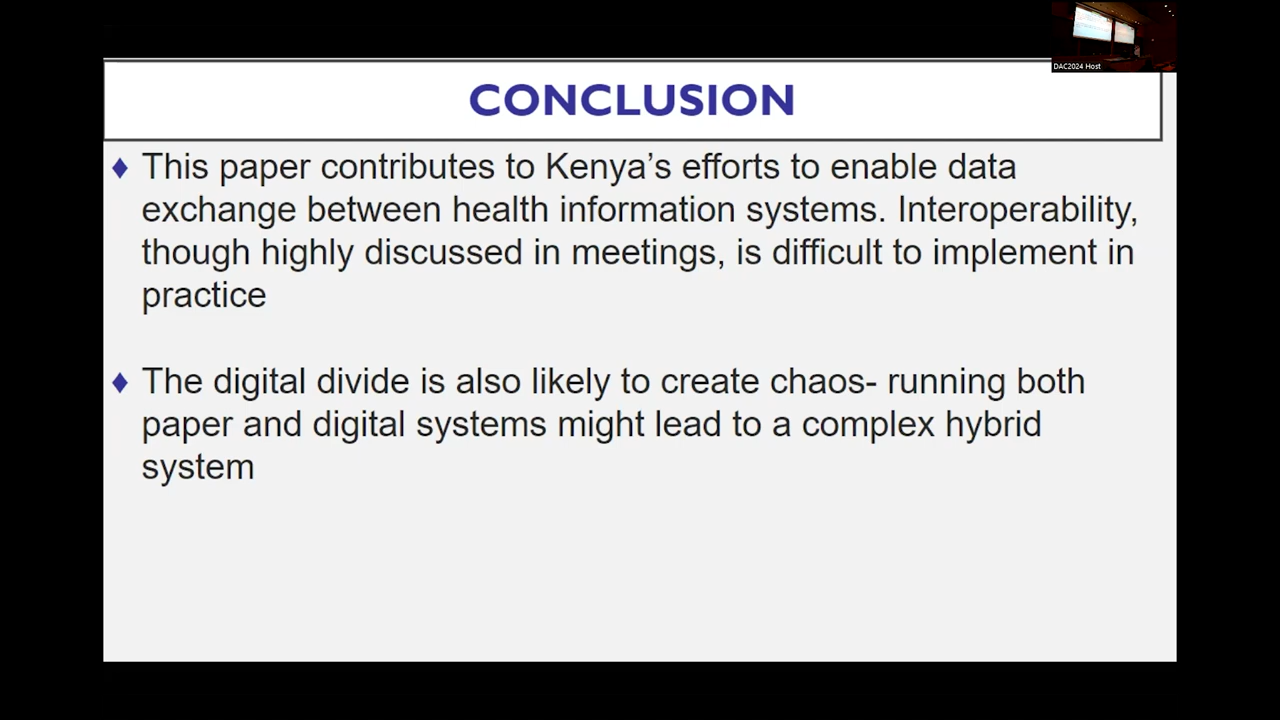 DAC2024 Host
CONCLUSION
This paper contributes to Kenya’s efforts to enable data
exchange between health information systems. Interoperability,
though highly discussed in meetings, is difficult to implement in
practice
The digital divide is also likely to create chaos- running both
paper and digital systems might lead to a complex hybrid
system